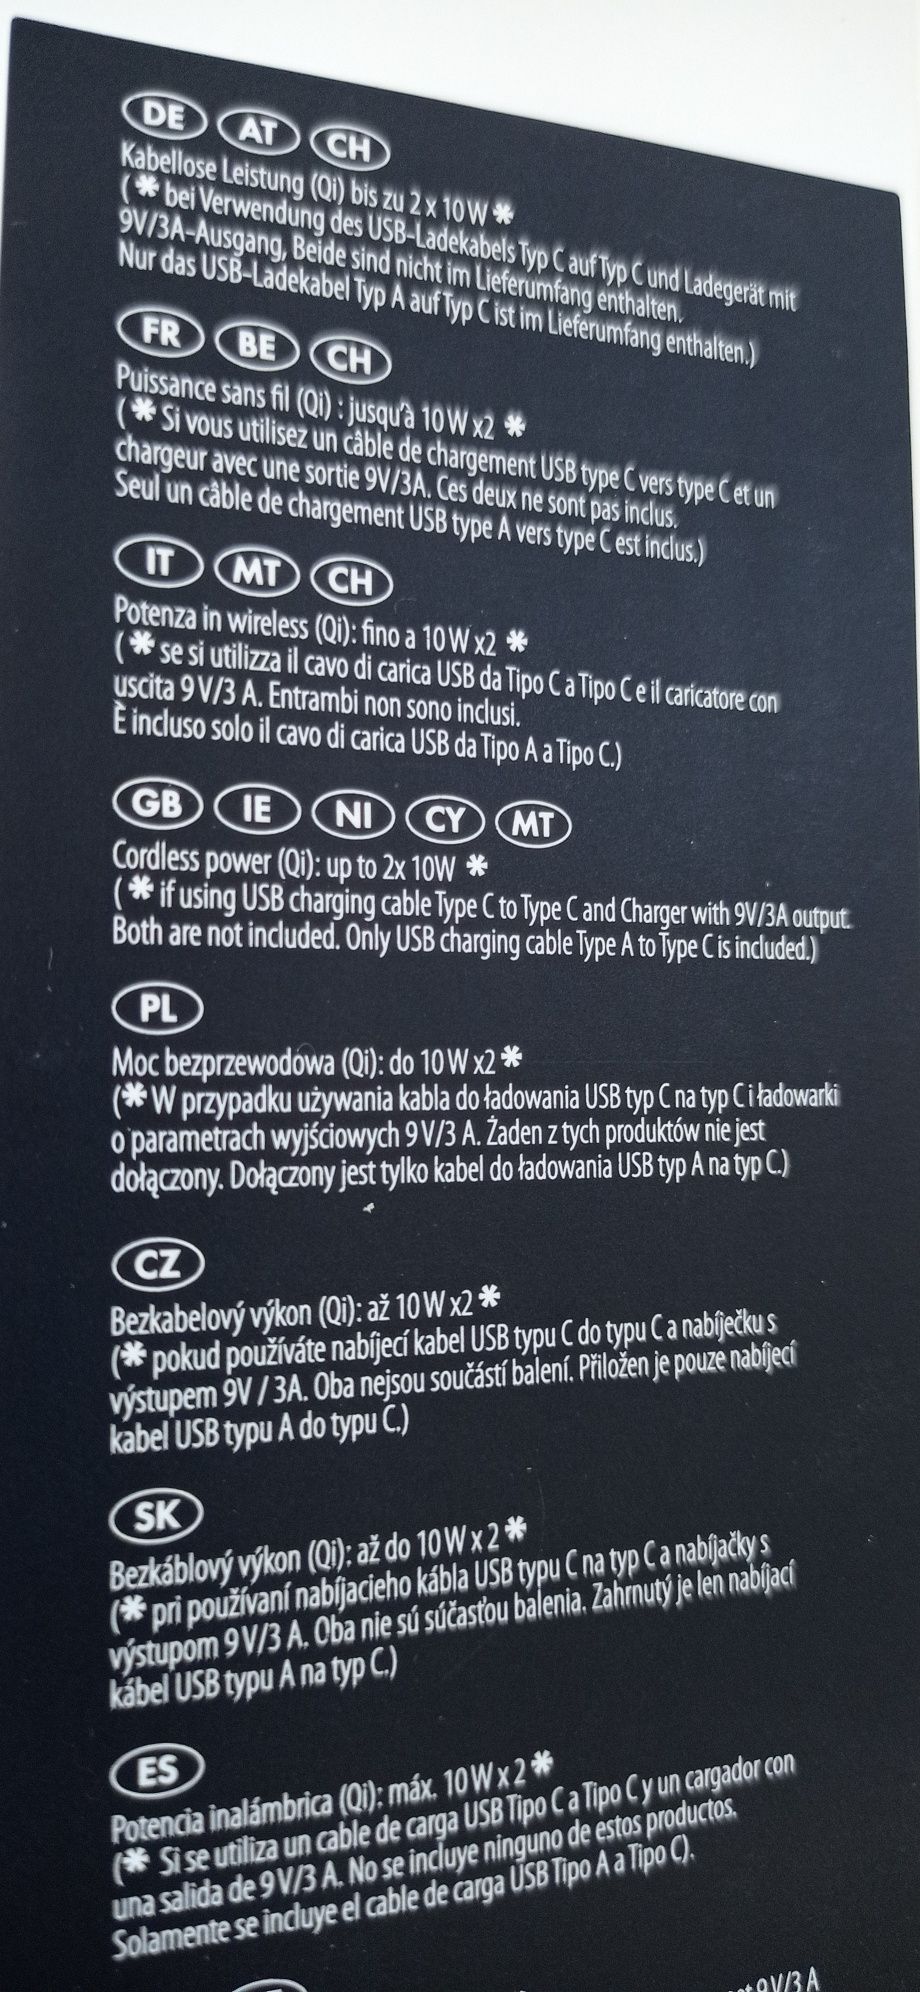 DE AT CH
Kabellose Leistung (Qi) bis zu 2 x 10 W *
( * bei Verwendung des USB-Ladekabels Typ C auf Typ C und Ladegerät mit
9V/3A-Ausgang, Beide sind nicht im Lieferumfang enthalten.
Nur das USB-Ladekabel Typ A auf Typ C ist im Lieferumfang enthalten.)
FR BE CH
Puissance sans fil (Qi) : jusqu'à 10 W x2 *
( * Si vous utilisez un câble de chargement USB type C vers type C et un
chargeur avec une sortie 9V/3A. Ces deux ne sont pas inclus.
Seul un câble de chargement USB type A vers type C est inclus.)
IT MT CH
Potenza in wireless (Qi): fino a 10 W x2 *
( * se si utilizza il cavo di carica USB da Tipo C a Tipo C e il caricatore con
uscita 9 V/3 A. Entrambi non sono inclusi.
È incluso solo il cavo di carica USB da Tipo A a Tipo C.)
GB IE NI CY MT
Cordless power (Qi): up to 2x 10W *
( * if using USB charging cable Type C to Type C and Charger with 9V/3A output.
Both are not included. Only USB charging cable Type A to Type C is included.)
PL
Moc bezprzewodowa (Qi): do 10 W x2 *
(* W przypadku używania kabla do ładowania USB typ C na typ C i ładowarki
o parametrach wyjściowych 9 V/3 A. Żaden z tych produktów nie jest
dołączony. Dołączony jest tylko kabel do ładowania USB typ A na typ C.)
CZ
Bezkabelový výkon (Qi): až 10 W x2 *
(* pokud používáte nabíjecí kabel USB typu C do typu C a nabíječku s
výstupem 9V / 3A. Oba nejsou součástí balení. Přiložen je pouze nabíjecí
kabel USB typu A do typu C.)
SK
Bezkáblový výkon (Qi): až do 10 W x 2 *
(* pri používaní nabíjacieho kábla USB typu C na typ C a nabíjačky s
výstupom 9 V/3 A. Oba nie sú súčasťou balenia. Zahrnutý je len nabíjací
kábel USB typu A na typ C.)
ES
Potencia inalámbrica (Qi): máx. 10 W x 2 *
(* Si se utiliza un cable de carga USB Tipo C a Tipo C y un cargador con
una salida de 9 V/3 A. No se incluye ninguno de estos productos.
Solamente se incluye el cable de carga USB Tipo A a Tipo C).
9 V/3 A